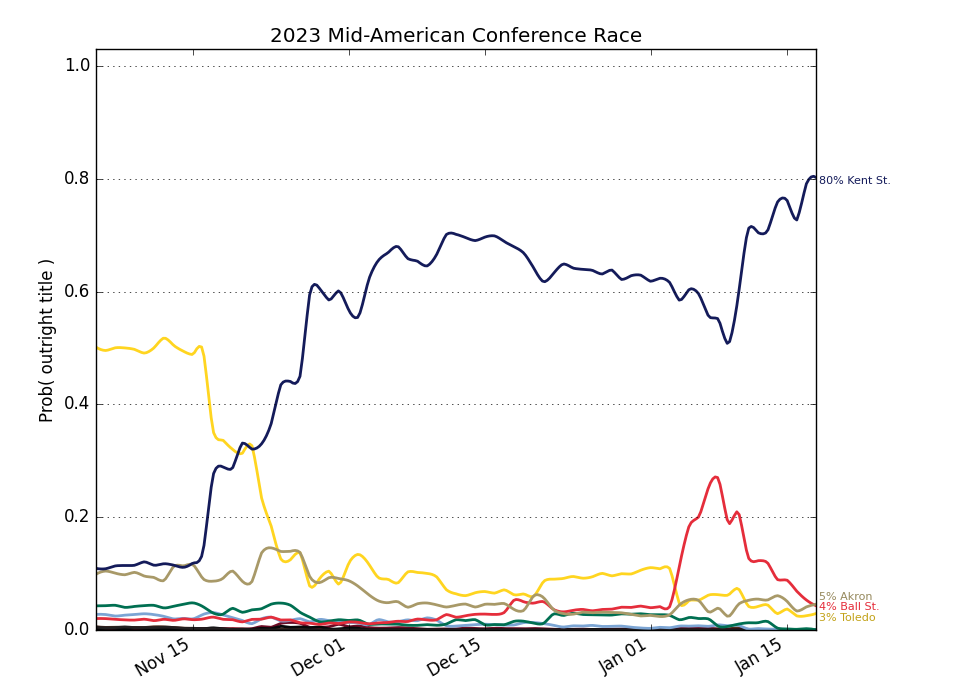 2023 Mid-American Conference Race
Prob( outright title )
1.0
0.8
0.6
0.4
0.2
0.0
80% Kent St.
5% Akron
4% Ball St.
3% Toledo
Nov 15
Dec 01
Dec 15
Jan 01
Jan 15